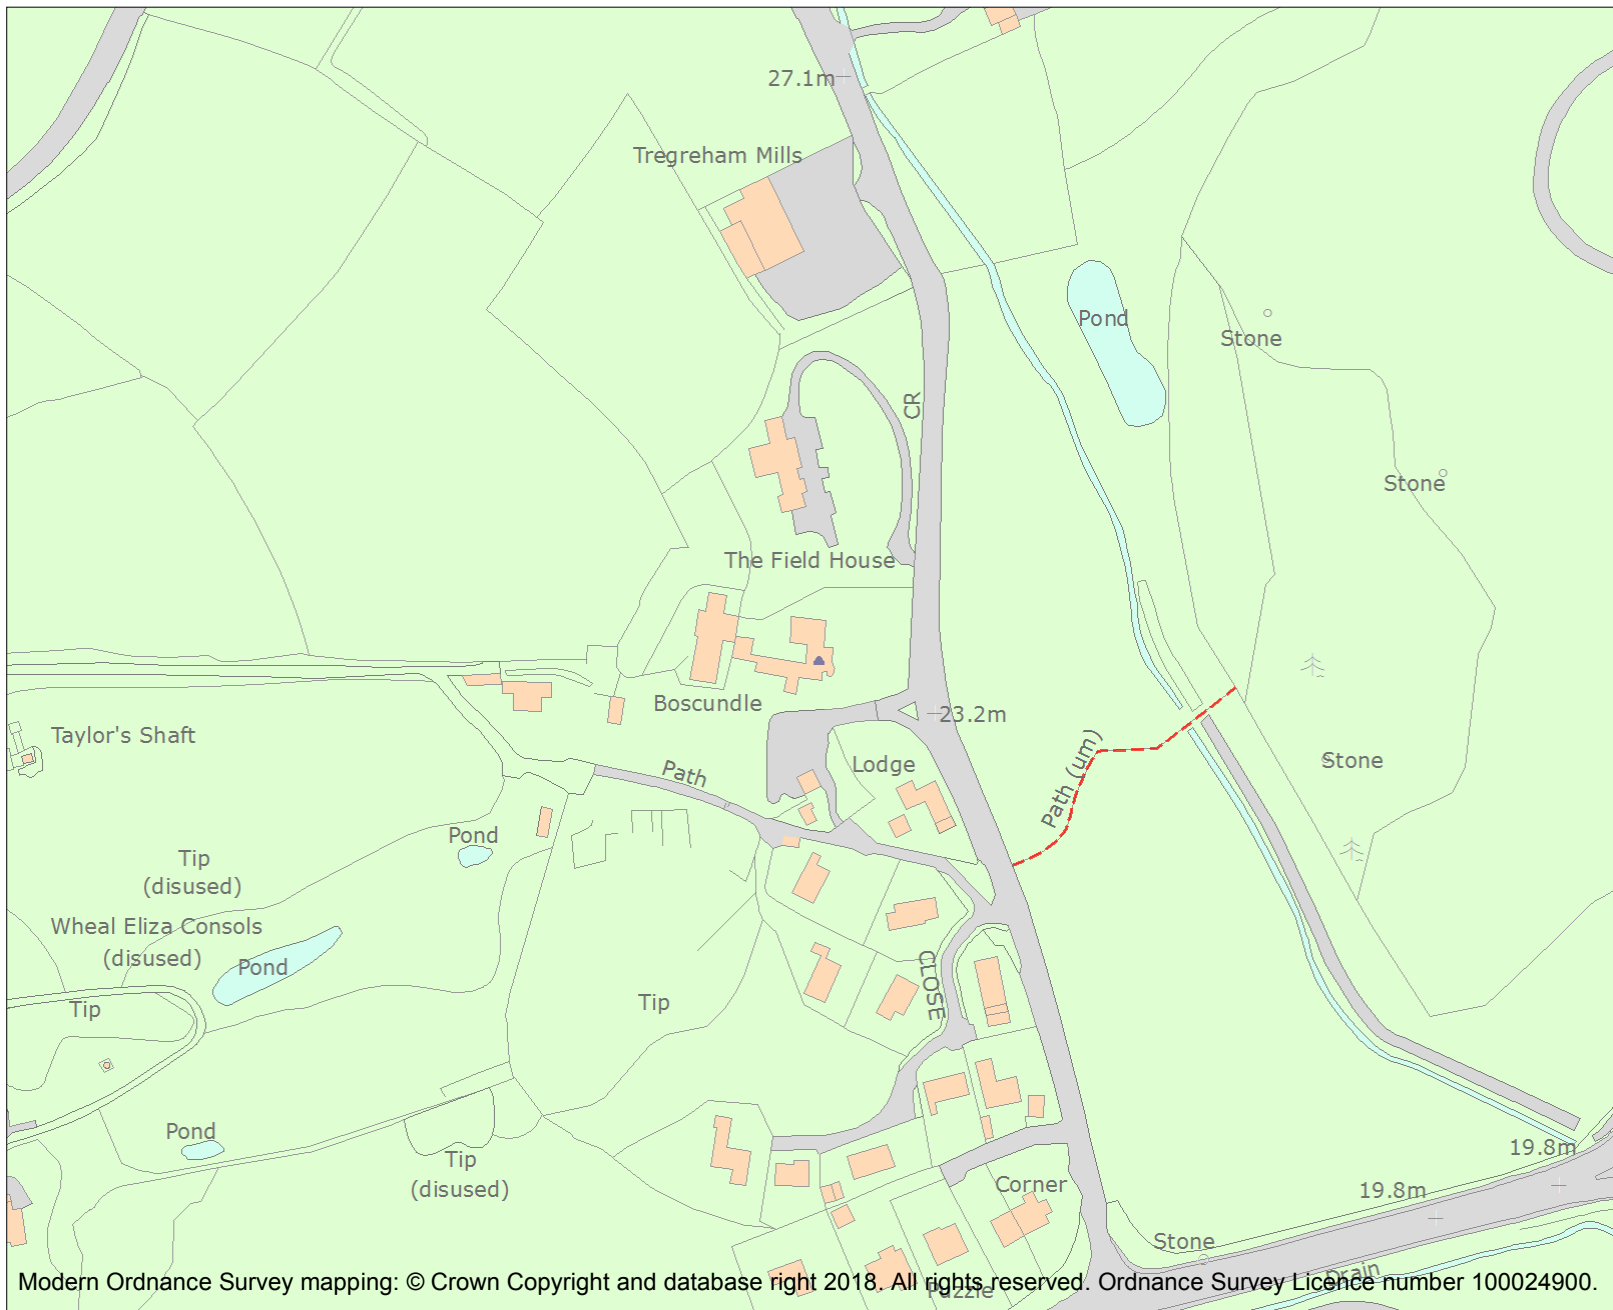 27.1m
Tregreham Mills
Pond
Stone
CR
Stone
The Field House
Boscundle
23.2m
Taylor's Shaft
Path
Lodge
Path (um)
Stone
Pond
Tip
(disused)
Wheal Eliza Consols
(disused)
Pond
CLOSE
Tip
Tip
Pond
Tip
(disused)
19.8m
Corner
19.8m
Stone
Drain
Puzzle
Modern Ordnance Survey mapping: © Crown Copyright and database right 2018. All rights reserved. Ordnance Survey Licence number 100024900.